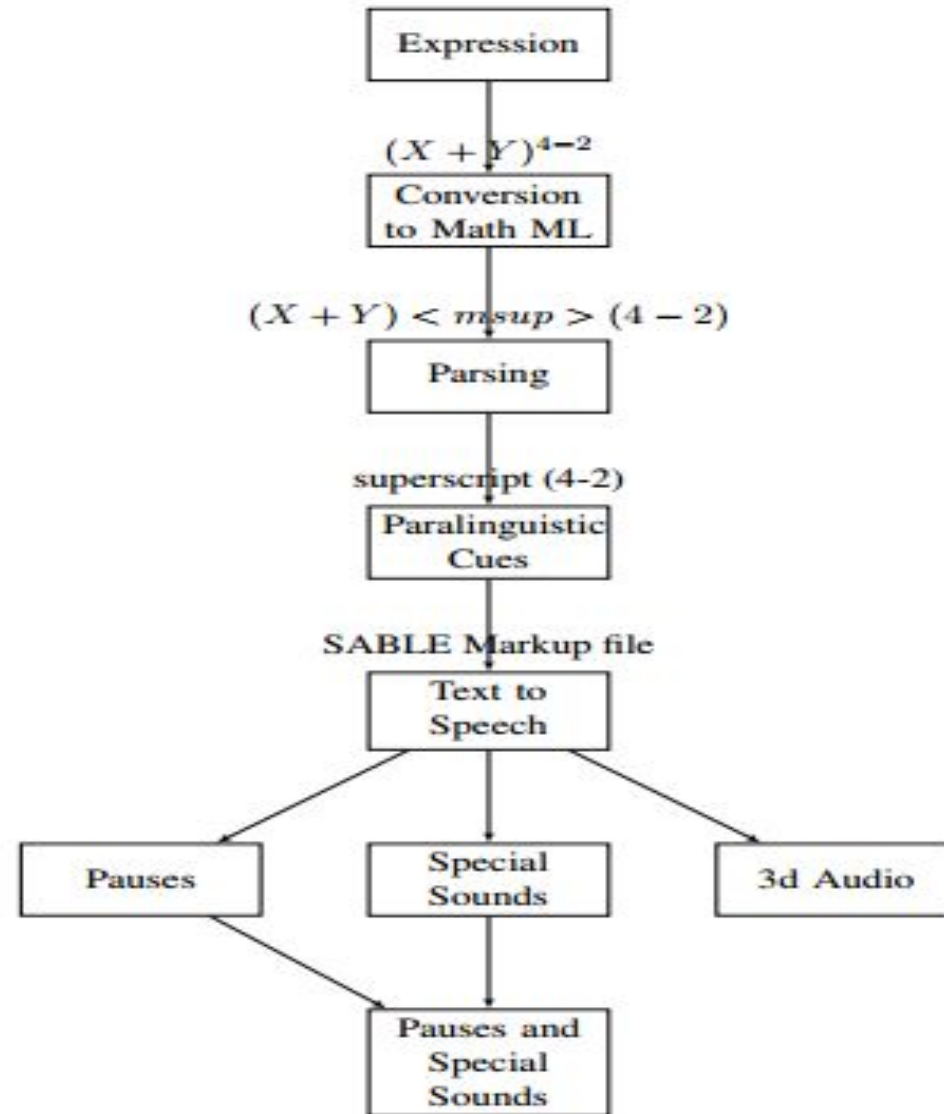 Expression
(X + Y)⁴⁻²
Conversion
to Math ML
(X + Y) < msup > (4 − 2)
Parsing
superscript (4-2)
Paralinguistic
Cues
SABLE Markup file
Text to
Speech
Pauses
Special
Sounds
3d Audio
Pauses and
Special
Sounds